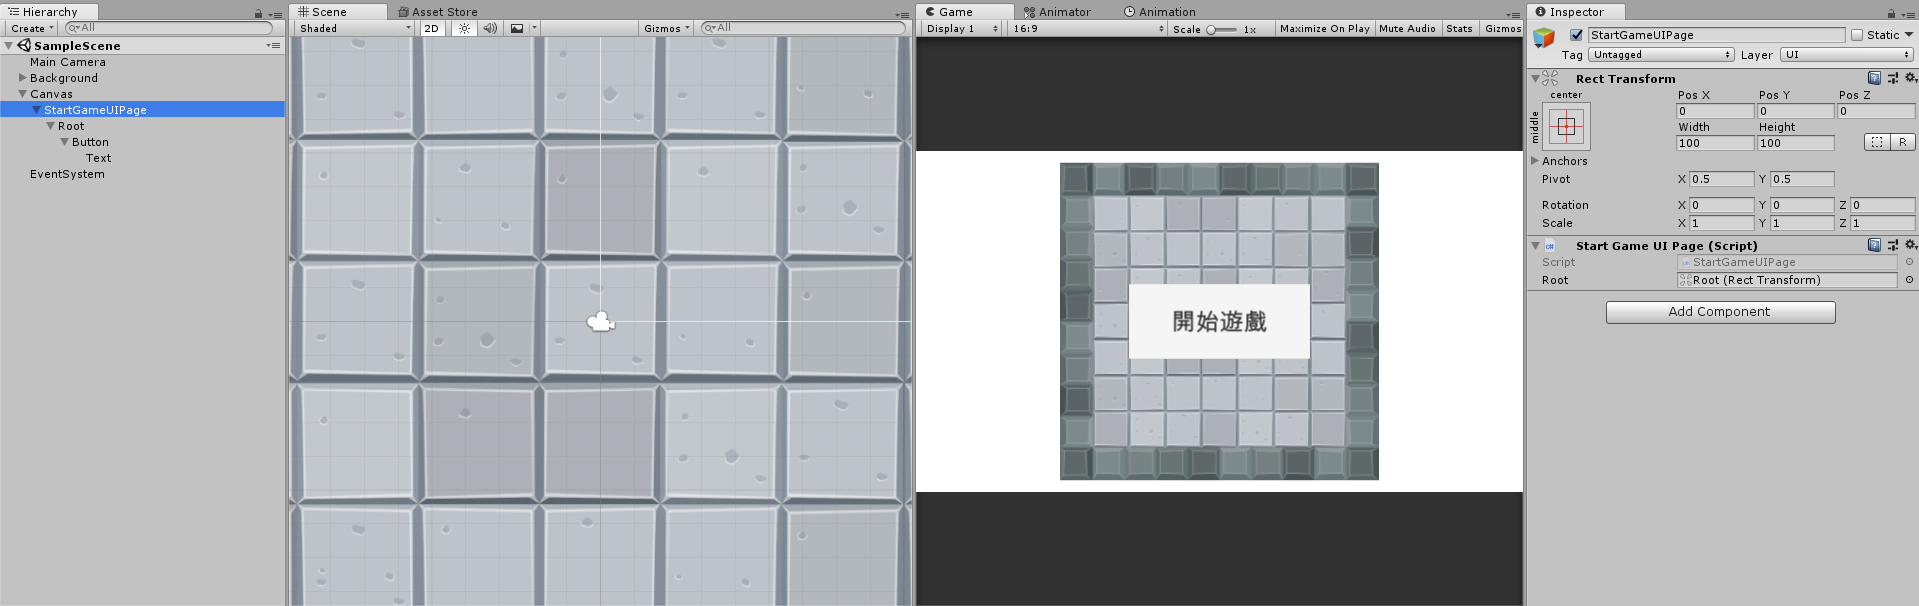 Hierarchy
Create
All
SampleScene
Main Camera
Background
Canvas
StartGameUIPage
Root
Button
Text
EventSystem
Scene
Asset Store
Shaded
2D
Gizmos
All
Game
Animator
Animation
Display 1
16:9
Scale
1x
Maximize On Play
Mute Audio
Stats
Gizmos
開始遊戲
Inspector
StartGameUIPage
Static
Tag
Untagged
Layer
UI
Rect Transform
center
middle
Pos X
Pos Y
Pos Z
0
0
0
Width
Height
100
100
R
Anchors
Pivot
X 0.5
Y 0.5
Rotation
X 0
Y 0
Z 0
Scale
X 1
Y 1
Z 1
Start Game UI Page (Script)
Script
StartGameUIPage
Root
Root (Rect Transform)
Add Component